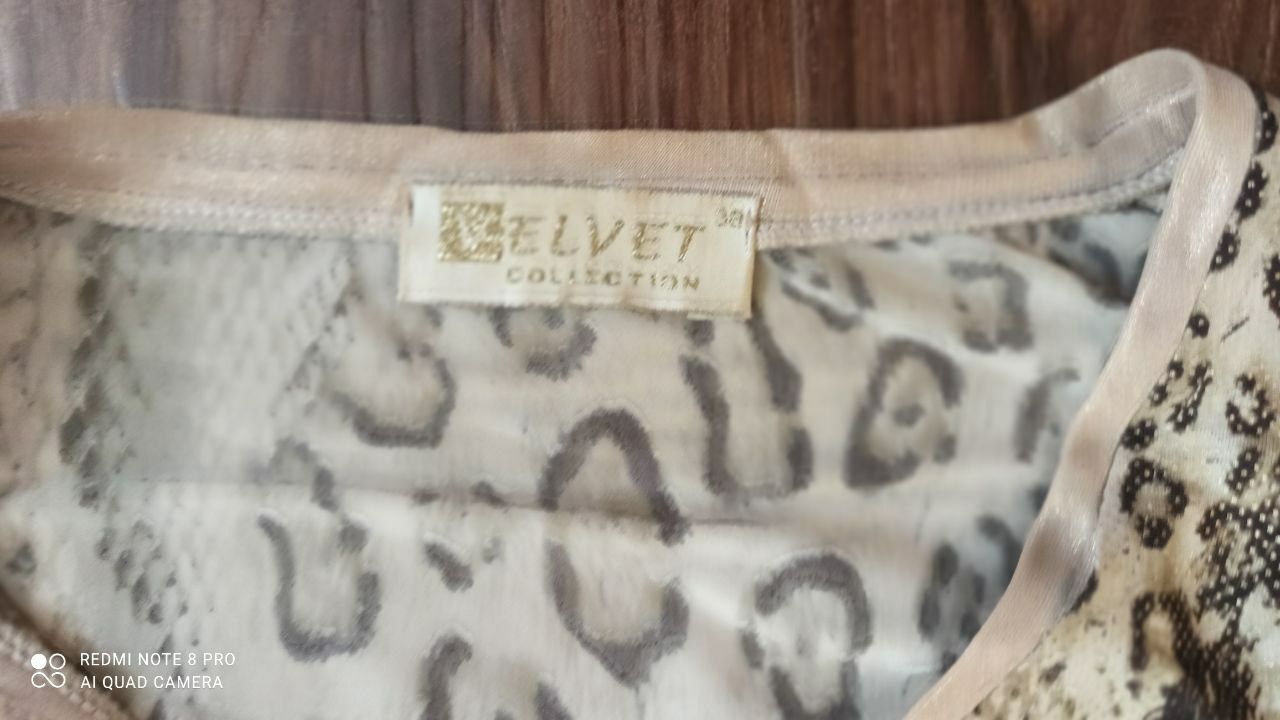 VELVET 38
COLLECTION
REDMI NOTE 8 PRO
AI QUAD CAMERA